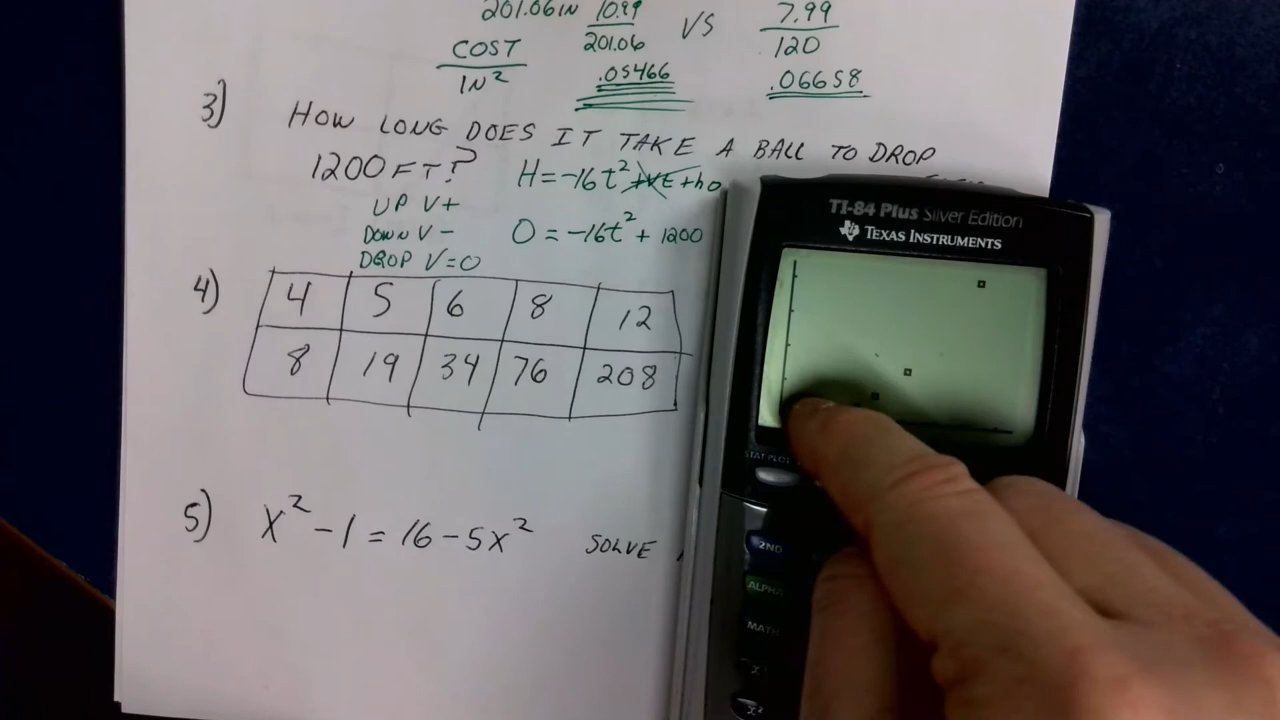 201.06IN 10.99 VS 7.99
201.06 120
COST
IN²
.05466 .06658
3) HOW LONG DOES IT TAKE A BALL TO DROP
1200 FT? H=-16t²+Vt+ho
UP V+
DOWN V- 0=-16t²+1200
DROP V=0
4) 4 5 6 8 12
8 19 34 76 208
5) x²-1=16-5x² SOLVE
TI-84 Plus Silver Edition
TEXAS INSTRUMENTS
STAT PLOT
2ND
ALPHA
MATH
x²